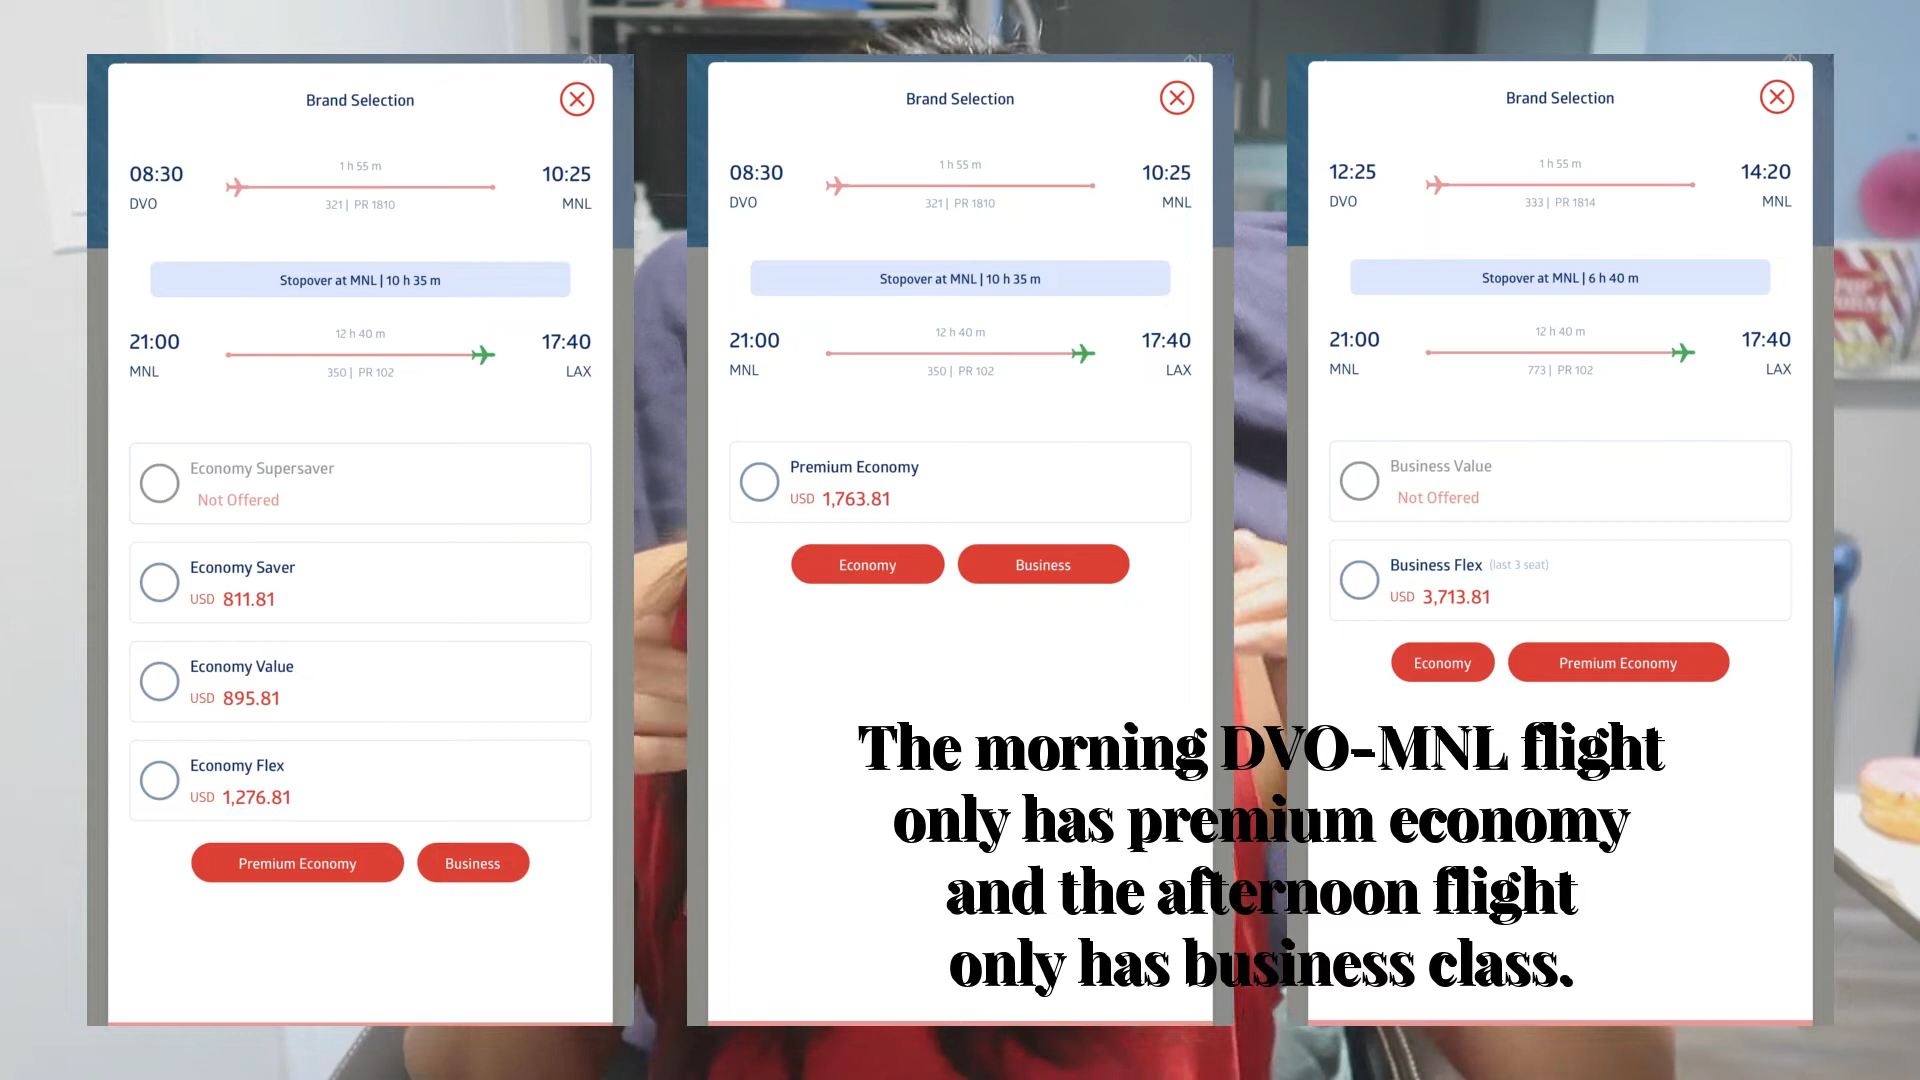 Brand Selection
08:30
1 h 55 m
10:25
DVO
321 | PR 1810
MNL
Stopover at MNL | 10 h 35 m
21:00
12 h 40 m
17:40
MNL
350 | PR 102
LAX
Economy Supersaver
Not Offered
Economy Saver
USD 811.81
Economy Value
USD 895.81
Economy Flex
USD 1,276.81
Premium Economy
Business
Brand Selection
08:30
1 h 55 m
10:25
DVO
321 | PR 1810
MNL
Stopover at MNL | 10 h 35 m
21:00
12 h 40 m
17:40
MNL
350 | PR 102
LAX
Premium Economy
USD 1,763.81
Economy
Business
Brand Selection
12:25
1 h 55 m
14:20
DVO
333 | PR 1814
MNL
Stopover at MNL | 6 h 40 m
21:00
12 h 40 m
17:40
MNL
773 | PR 102
LAX
Business Value
Not Offered
Business Flex (last 3 seat)
USD 3,713.81
Economy
Premium Economy
The morning DVO-MNL flight
only has premium economy
and the afternoon flight
only has business class.